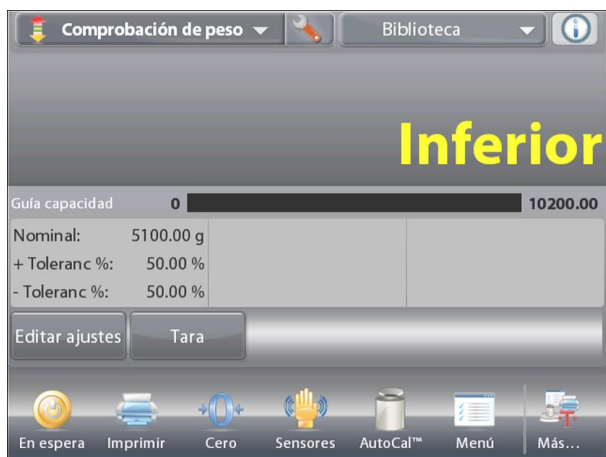 Comprobación de peso Biblioteca
Inferior
Guía capacidad 0 10200.00
Nominal: 5100.00 g
+ Toleranc %: 50.00 %
- Toleranc %: 50.00 %
Editar ajustes Tara
En espera Imprimir Cero Sensores AutoCal™ Menú Más...